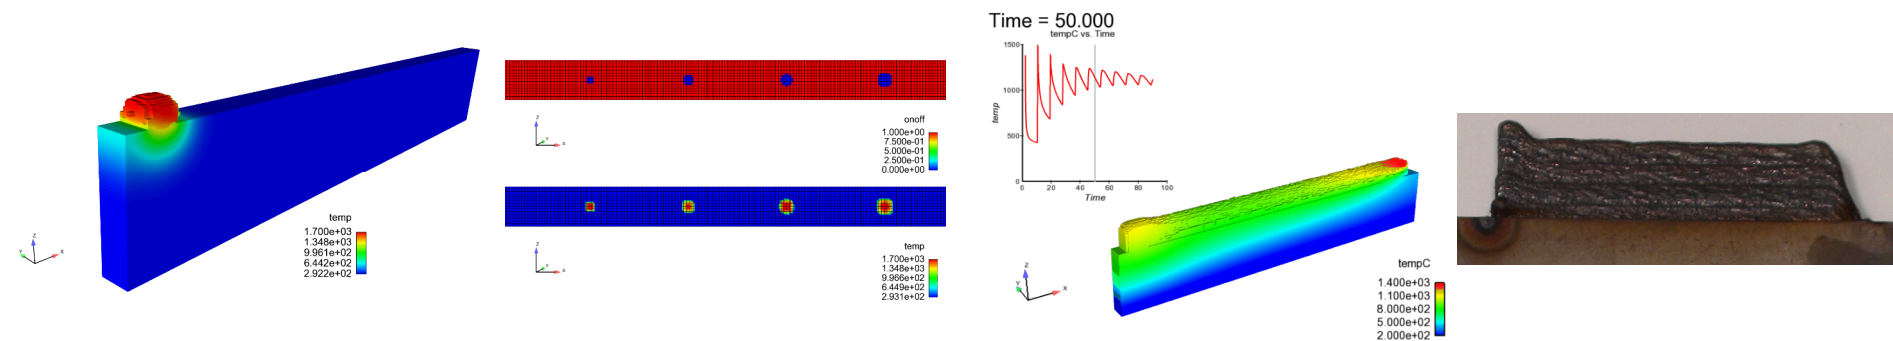 temp
1.700e+03
1.348e+03
9.961e+02
6.442e+02
2.922e+02
Z
Y
X
onoff
1.000e+00
7.500e-01
5.000e-01
2.500e-01
0.000e+00
Z
Y
X
temp
1.700e+03
1.348e+03
9.966e+02
6.449e+02
2.931e+02
Z
Y
X
Time = 50.000
tempC vs. Time
1500
1000
500
0
temp
0 20 40 60 80 100
Time
tempC
1.400e+03
1.100e+03
8.000e+02
5.000e+02
2.000e+02
Z
Y
X